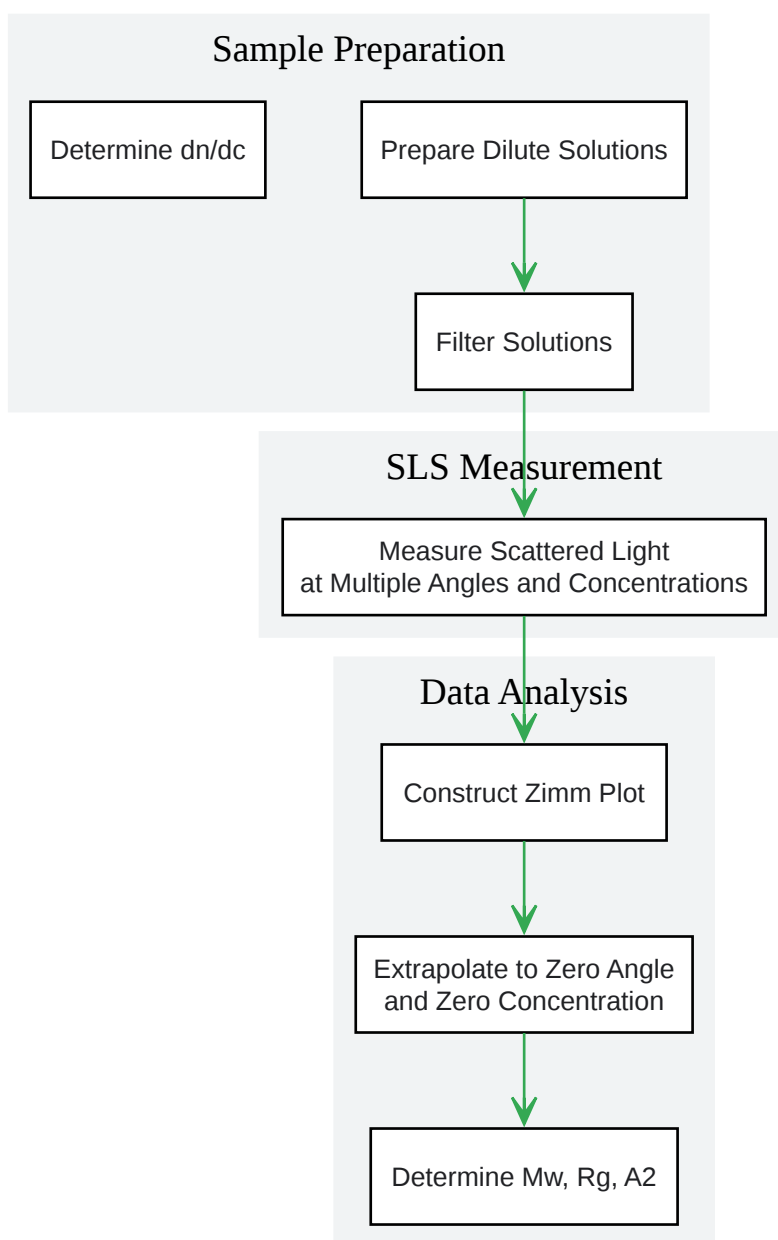 Sample Preparation
Determine dn/dc
Prepare Dilute Solutions
Filter Solutions
SLS Measurement
Measure Scattered Light
at Multiple Angles and Concentrations
Data Analysis
Construct Zimm Plot
Extrapolate to Zero Angle
and Zero Concentration
Determine Mw, Rg, A2